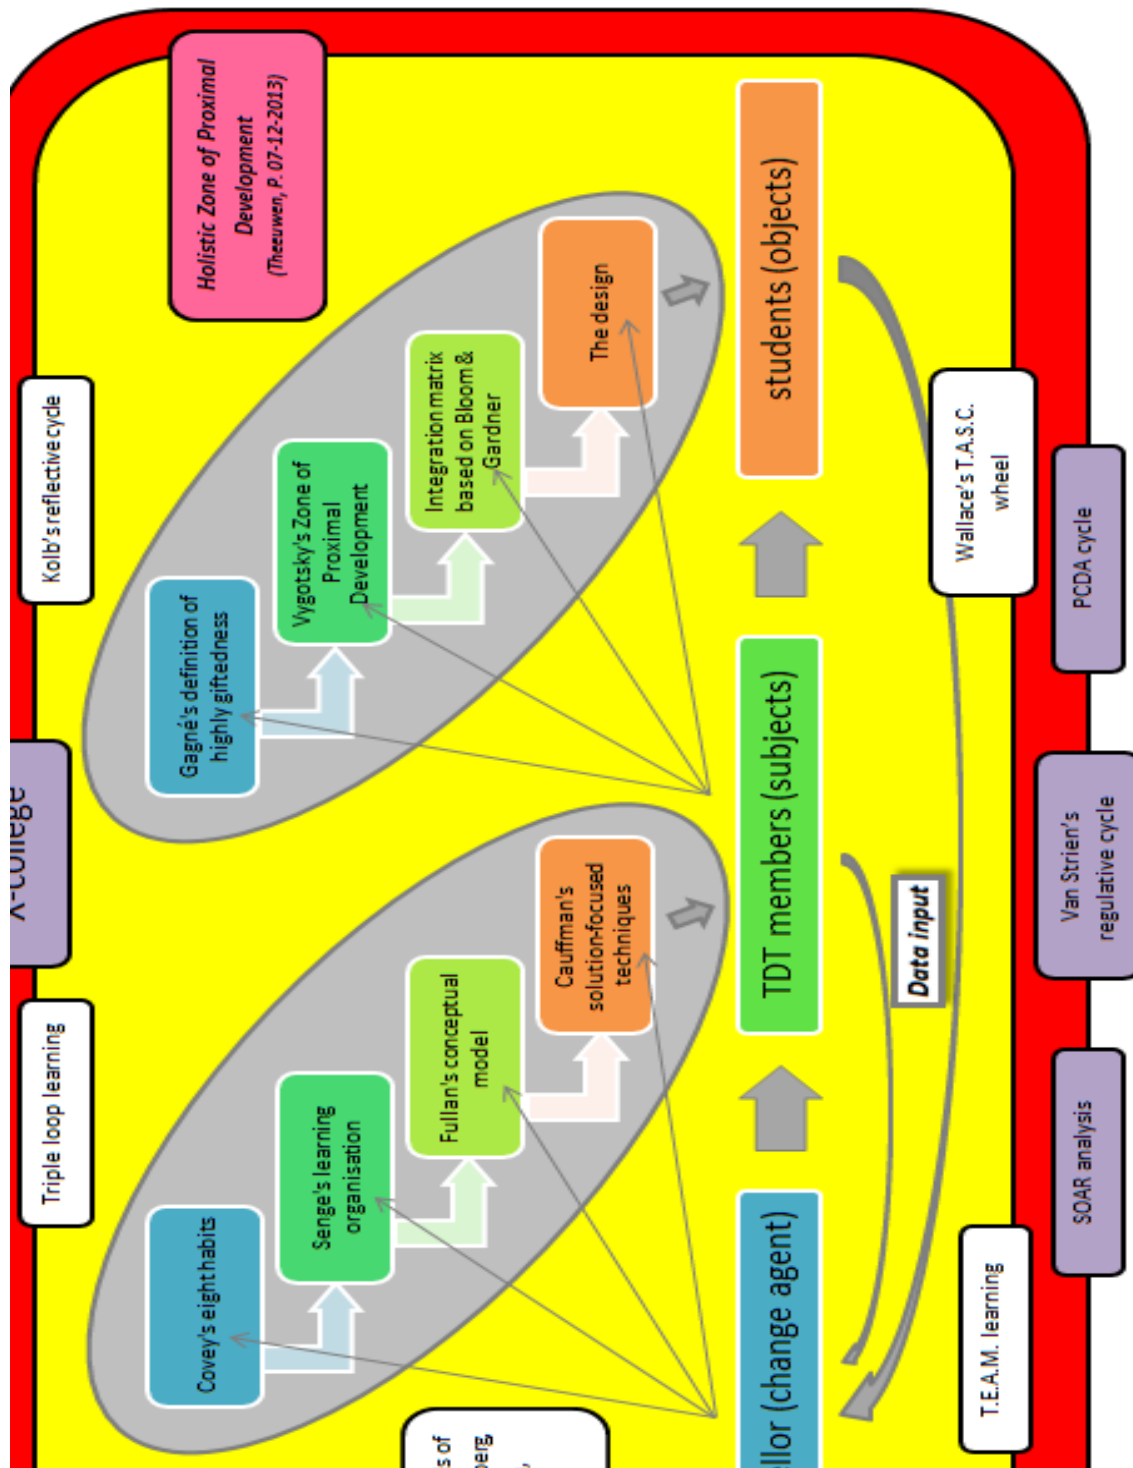 X-college
Triple loop learning
Kolb's reflective cycle
Holistic Zone of Proximal
Development
(Theeuwen, P. 07-12-2013)
Covey's eight habits
Senge's learning
organisation
Fullan's conceptual
model
Cauffman's
solution-focused
techniques
Gagné's definition of
highly giftedness
Vygotsky's Zone of
Proximal
Development
Integration matrix
based on Bloom &
Gardner
The design
s of
berg,
,
ellor (change agent)
TDT members (subjects)
students (objects)
Data input
T.E.A.M. learning
Wallace's T.A.S.C.
wheel
SOAR analysis
Van Strien's
regulative cycle
PCDA cycle